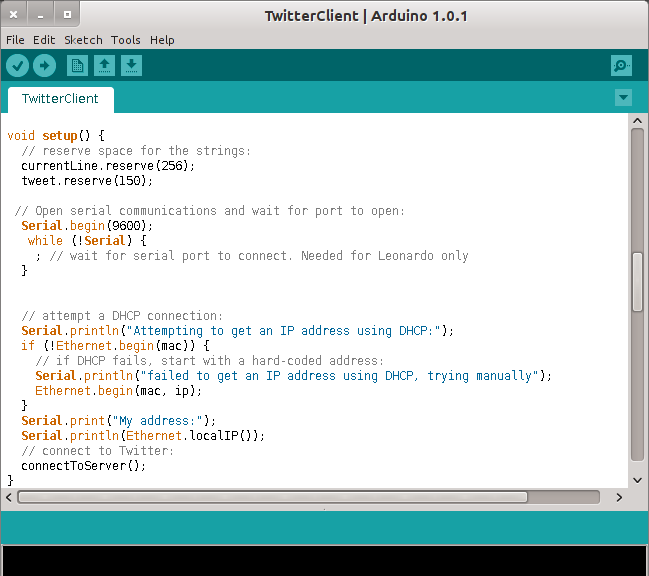 TwitterClient | Arduino 1.0.1
File Edit Sketch Tools Help
TwitterClient
void setup() {
  // reserve space for the strings:
  currentLine.reserve(256);
  tweet.reserve(150);
 // Open serial communications and wait for port to open:
  Serial.begin(9600);
   while (!Serial) {
    ; // wait for serial port to connect. Needed for Leonardo only
  }
  // attempt a DHCP connection:
  Serial.println("Attempting to get an IP address using DHCP:");
  if (!Ethernet.begin(mac)) {
    // if DHCP fails, start with a hard-coded address:
    Serial.println("failed to get an IP address using DHCP, trying manually");
    Ethernet.begin(mac, ip);
  }
  Serial.print("My address:");
  Serial.println(Ethernet.localIP());
  // connect to Twitter:
  connectToServer();
}